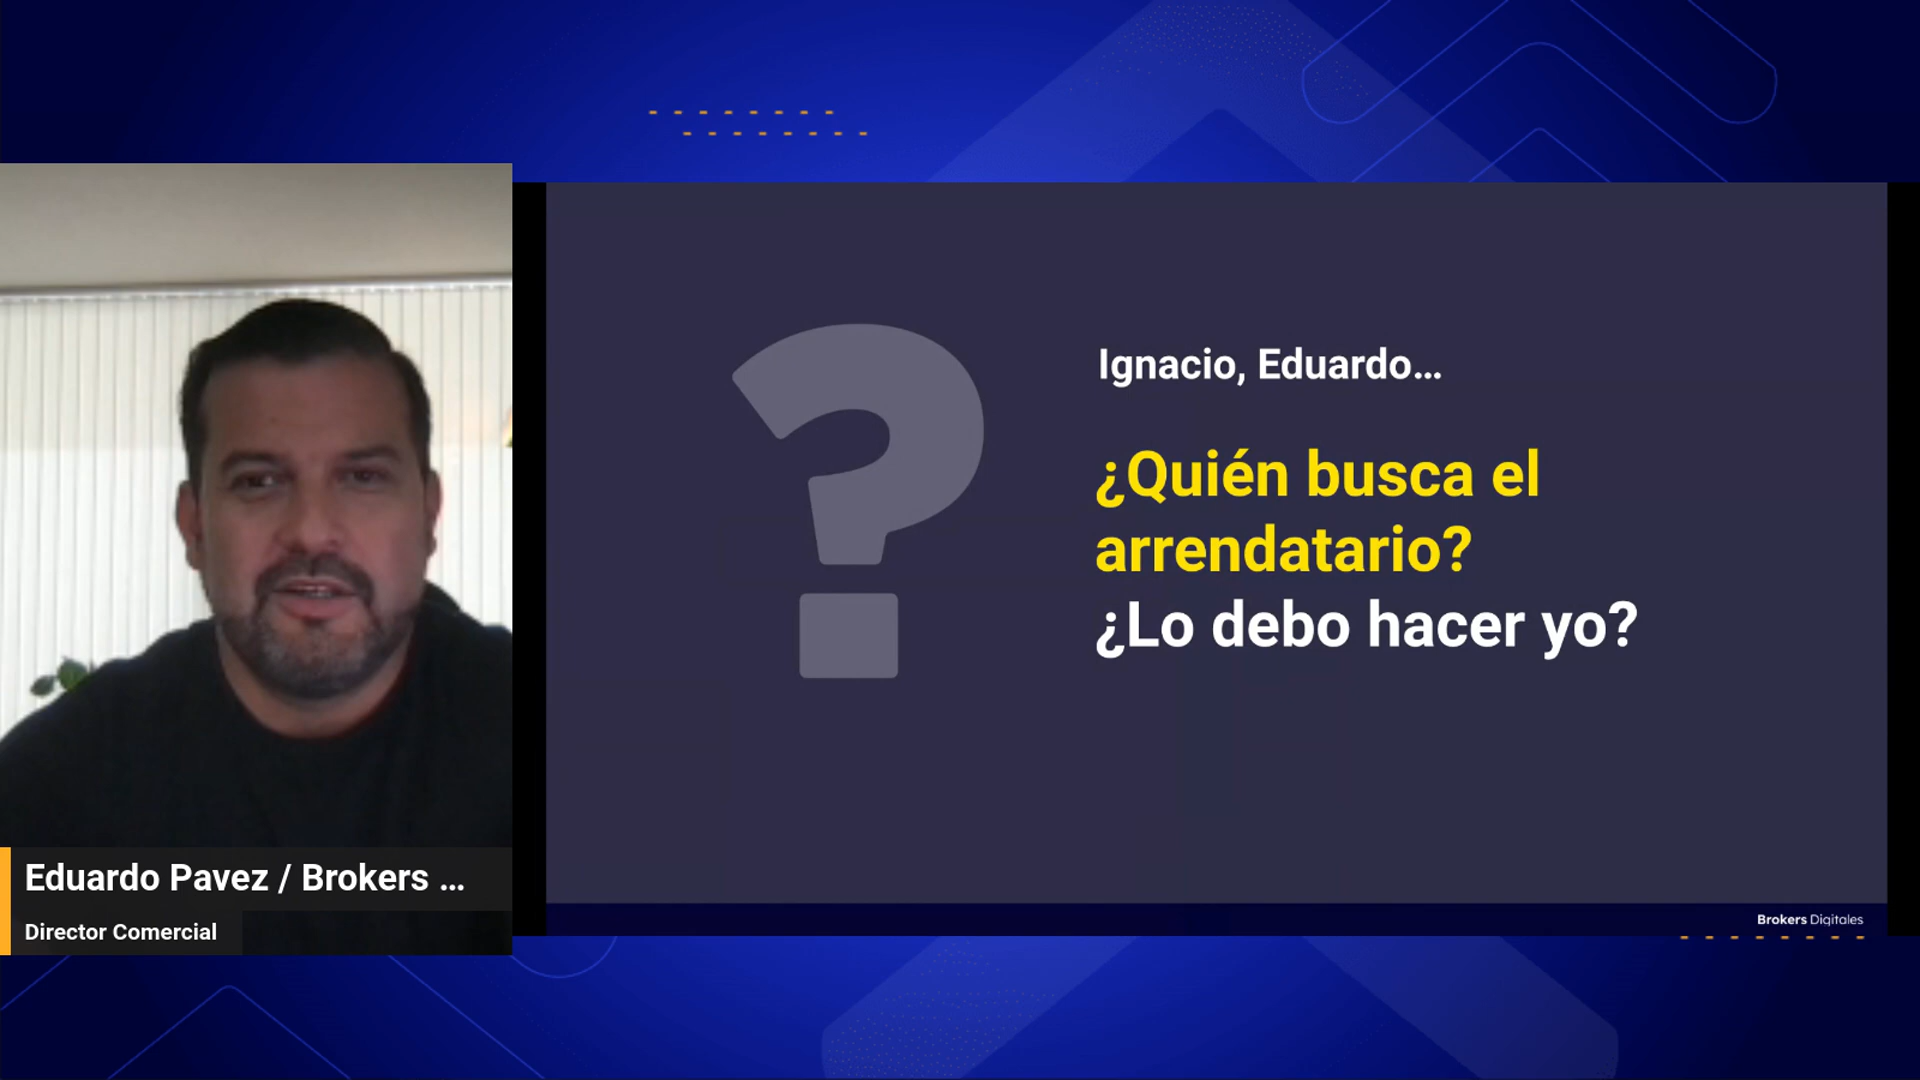 Ignacio, Eduardo...
¿Quién busca el
arrendatario?
¿Lo debo hacer yo?
Eduardo Pavez / Brokers ...
Director Comercial
Brokers Digitales